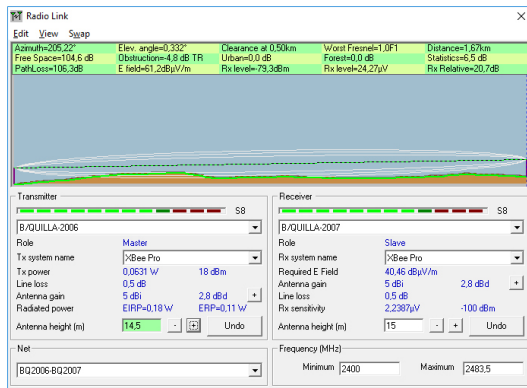 Radio Link
Edit View Swap
Azimuth=205,22° Elev. angle=0,332° Clearance at 0,50km Worst Fresnel=1,0F1 Distance=1,67km
Free Space=104,6 dB Obstruction=-4,8 dB TR Urban=0,0 dB Forest=0,0 dB Statistics=6,5 dB
PathLoss=106,3dB E field=61,2dBµV/m Rx level=-79,3dBm Rx level=24,27µV Rx Relative=20,7dB
Transmitter
S8
B/QUILLA-2006
Role Master
Tx system name XBee Pro
Tx power 0,0631 W 18 dBm
Line loss 0,5 dB
Antenna gain 5 dBi 2,8 dBd +
Radiated power EIRP=0,18 W ERP=0,11 W
Antenna height (m) 14,5 - + Undo
Receiver
S8
B/QUILLA-2007
Role Slave
Rx system name XBee Pro
Required E Field 40,46 dBµV/m
Antenna gain 5 dBi 2,8 dBd +
Line loss 0,5 dB
Rx sensitivity 2,2387µV -100 dBm
Antenna height (m) 15 - + Undo
Net
BQ2006-BQ2007
Frequency (MHz)
Minimum 2400 Maximum 2483,5